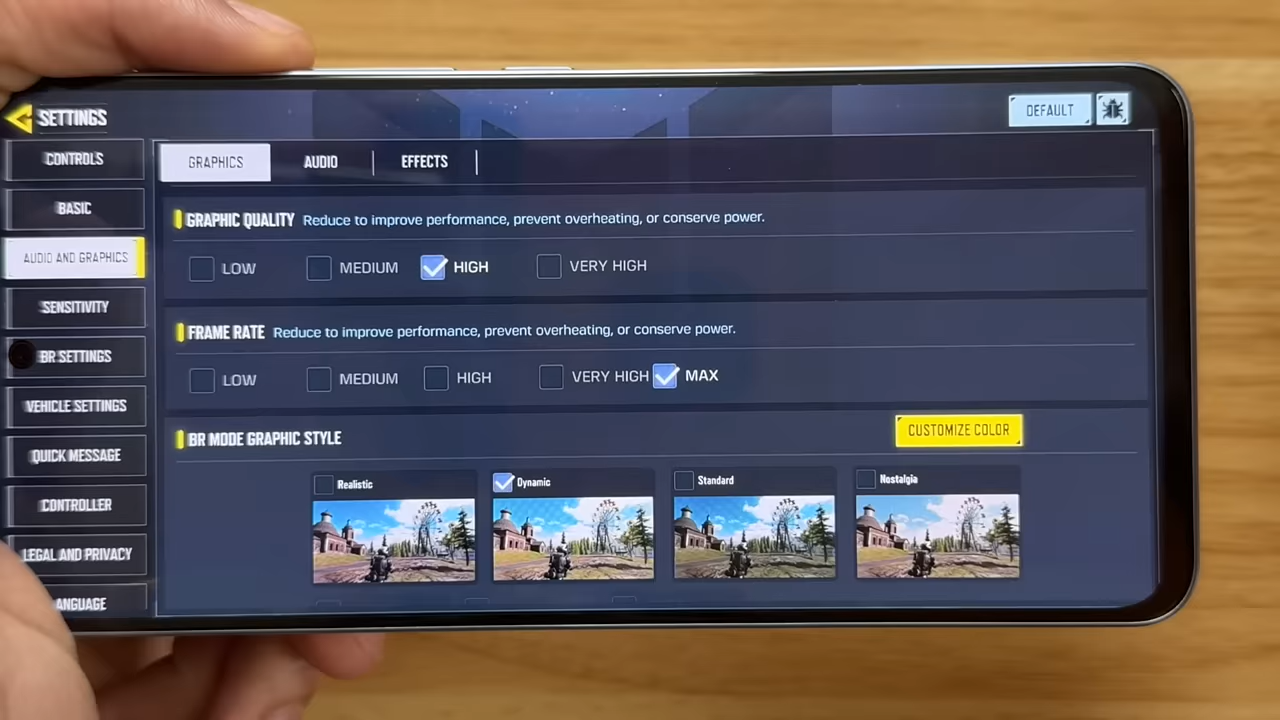 SETTINGS
DEFAULT
CONTROLS
BASIC
AUDIO AND GRAPHICS
SENSITIVITY
BR SETTINGS
VEHICLE SETTINGS
QUICK MESSAGE
CONTROLLER
LEGAL AND PRIVACY
ANGUAGE
GRAPHICS AUDIO EFFECTS
GRAPHIC QUALITY Reduce to improve performance, prevent overheating, or conserve power.
LOW MEDIUM HIGH VERY HIGH
FRAME RATE Reduce to improve performance, prevent overheating, or conserve power.
LOW MEDIUM HIGH VERY HIGH MAX
BR MODE GRAPHIC STYLE CUSTOMIZE COLOR
Realistic Dynamic Standard Nostalgia